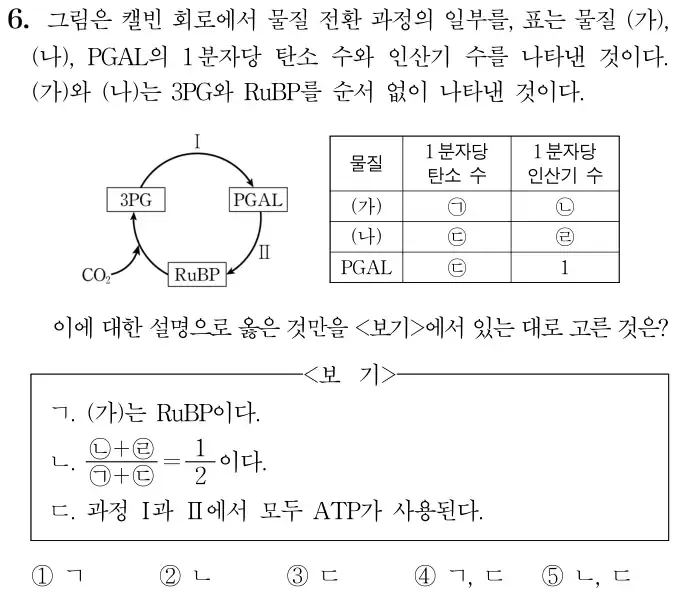 6. 그림은 캘빈 회로에서 물질 전환 과정의 일부를, 표는 물질 (가),
(나), PGAL의 1분자당 탄소 수와 인산기 수를 나타낸 것이다.
(가)와 (나)는 3PG와 RuBP를 순서 없이 나타낸 것이다.
Ⅰ
3PG
PGAL
Ⅱ
CO₂
RuBP
물질 1분자당 탄소 수 1분자당 인산기 수
(가) ㉠ ㉡
(나) ㉢ ㉣
PGAL ㉢ 1
이에 대한 설명으로 옳은 것만을 <보기>에서 있는 대로 고른 것은?
<보 기>
ㄱ. (가)는 RuBP이다.
ㄴ. (㉡+㉣)/(㉠+㉢) = 1/2 이다.
ㄷ. 과정 Ⅰ과 Ⅱ에서 모두 ATP가 사용된다.
① ㄱ ② ㄴ ③ ㄷ ④ ㄱ, ㄷ ⑤ ㄴ, ㄷ